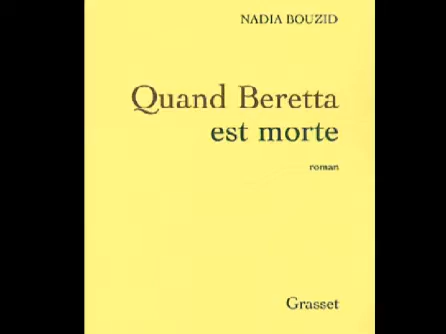 NADIA BOUZID
Quand Beretta
est morte
roman
Grasset